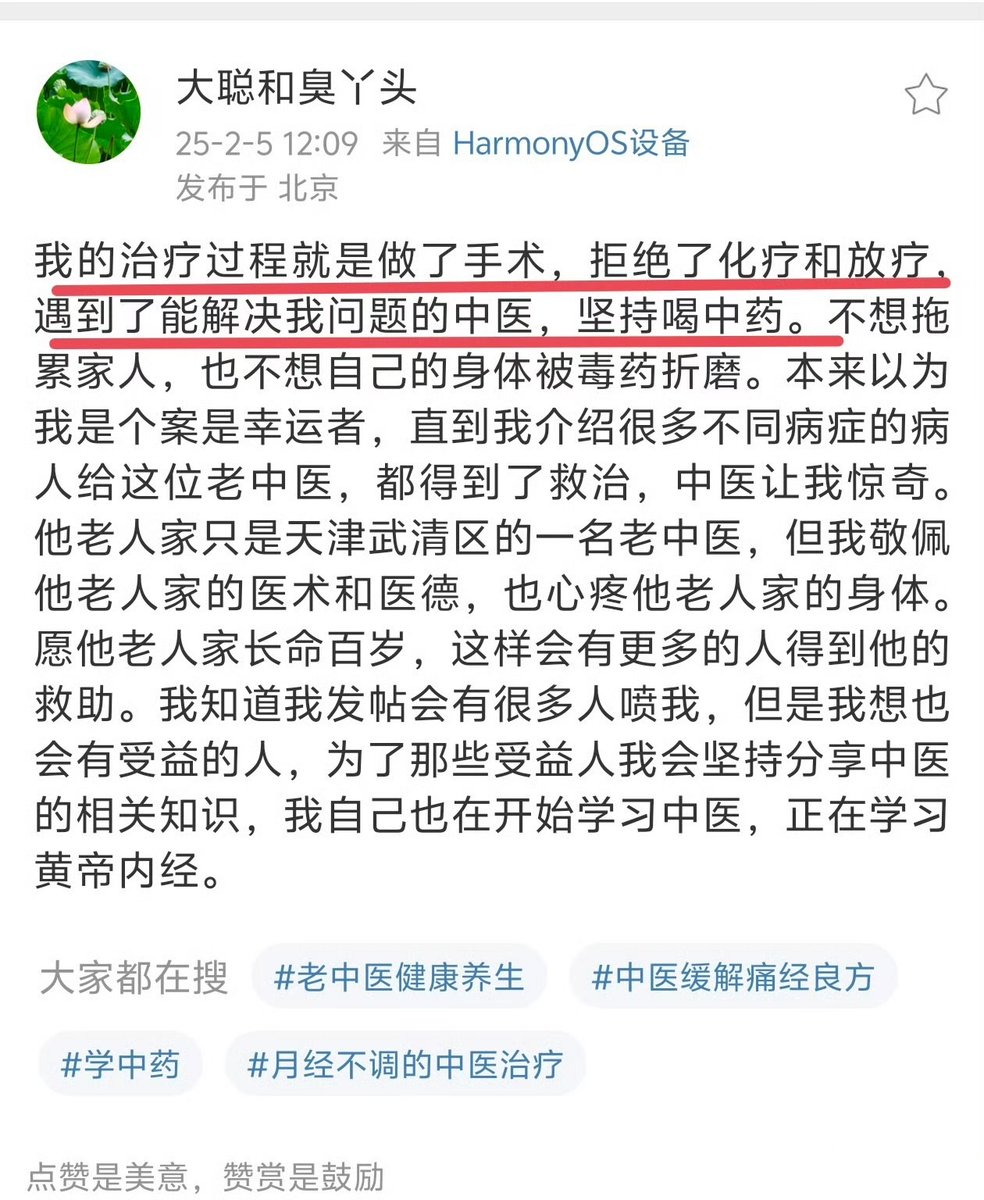 大聪和臭丫头
25-2-5 12:09 来自 HarmonyOS设备
发布于 北京
我的治疗过程就是做了手术，拒绝了化疗和放疗，
遇到了能解决我问题的中医，坚持喝中药。不想拖
累家人，也不想自己的身体被毒药折磨。本来以为
我是个案是幸运者，直到我介绍很多不同病症的病
人给这位老中医，都得到了救治，中医让我惊奇。
他老人家只是天津武清区的一名老中医，但我敬佩
他老人家的医术和医德，也心疼他老人家的身体。
愿他老人家长命百岁，这样会有更多的人得到他的
救助。我知道我发帖会有很多人喷我，但是我想也
会有受益的人，为了那些受益人我会坚持分享中医
的相关知识，我自己也在开始学习中医，正在学习
黄帝内经。
大家都在搜 #老中医健康养生 #中医缓解痛经良方
#学中药 #月经不调的中医治疗
点赞是美意，赞赏是鼓励